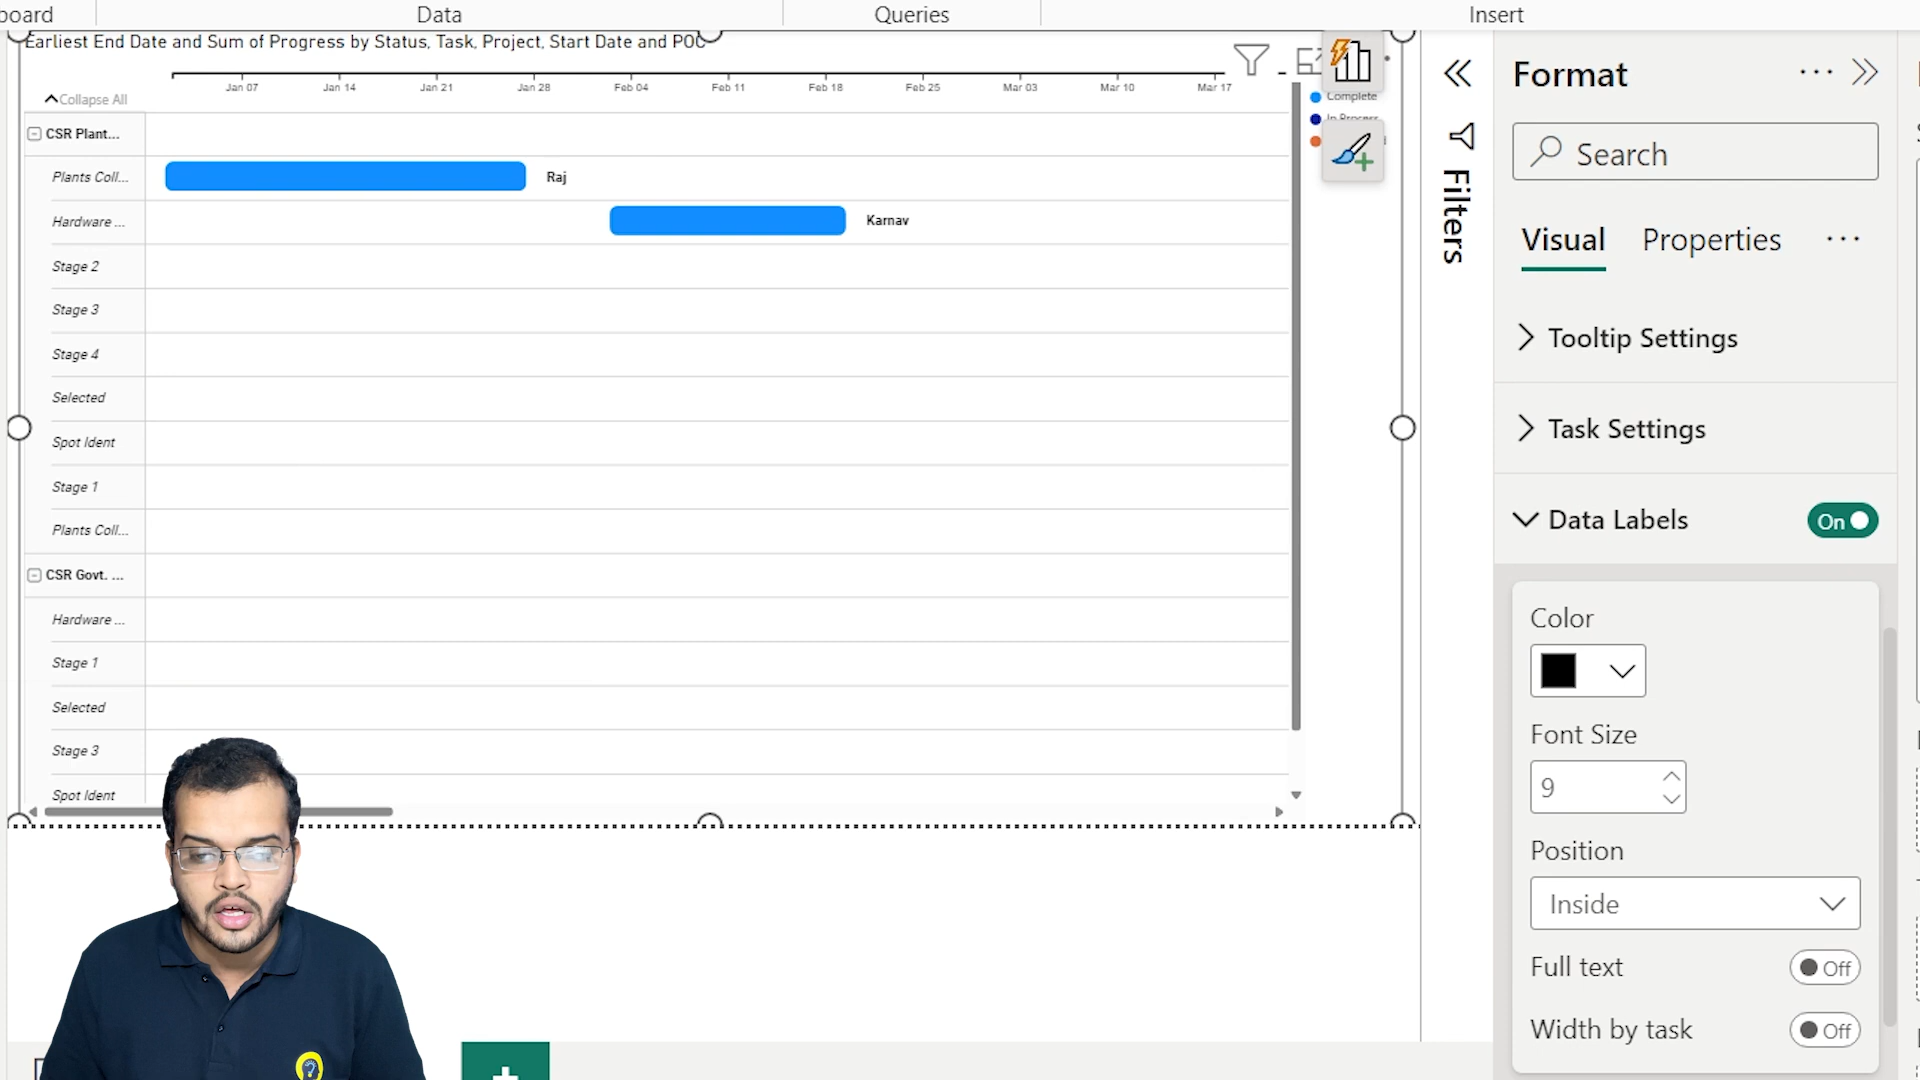 board
Data
Queries
Insert
Earliest End Date and Sum of Progress by Status, Task, Project, Start Date and POC
Jan 07 Jan 14 Jan 21 Jan 28 Feb 04 Feb 11 Feb 18 Feb 25 Mar 03 Mar 10 Mar 17
Collapse All
Complete
In Process
CSR Plant...
Plants Coll...
Raj
Hardware ...
Karnav
Stage 2
Stage 3
Stage 4
Selected
Spot Ident
Stage 1
Plants Coll...
CSR Govt. ...
Hardware ...
Stage 1
Selected
Stage 3
Spot Ident
Filters
Format
Search
Visual
Properties
Tooltip Settings
Task Settings
Data Labels
On
Color
Font Size
9
Position
Inside
Full text
Off
Width by task
Off